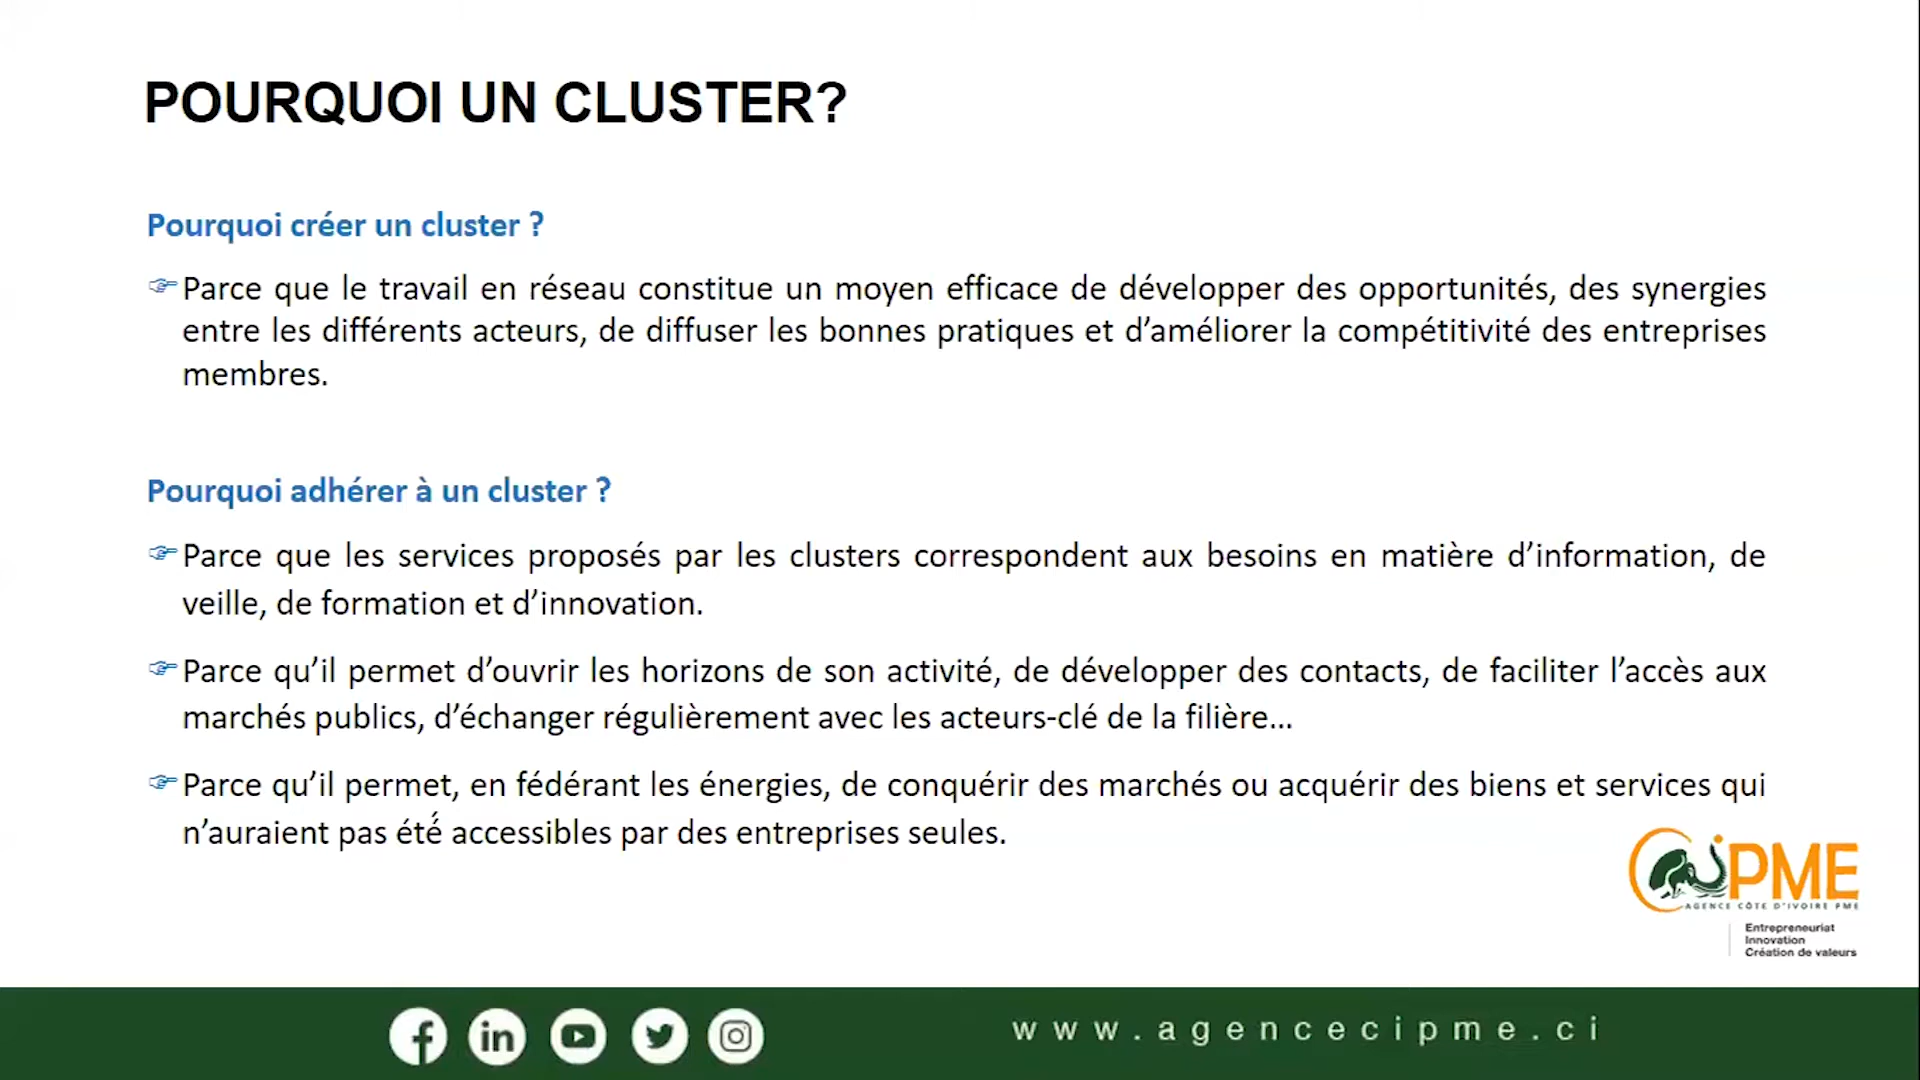 POURQUOI UN CLUSTER?
Pourquoi créer un cluster ?
Parce que le travail en réseau constitue un moyen efficace de développer des opportunités, des synergies
entre les différents acteurs, de diffuser les bonnes pratiques et d’améliorer la compétitivité des entreprises
membres.
Pourquoi adhérer à un cluster ?
Parce que les services proposés par les clusters correspondent aux besoins en matière d’information, de
veille, de formation et d’innovation.
Parce qu’il permet d’ouvrir les horizons de son activité, de développer des contacts, de faciliter l’accès aux
marchés publics, d’échanger régulièrement avec les acteurs-clé de la filière...
Parce qu’il permet, en fédérant les énergies, de conquérir des marchés ou acquérir des biens et services qui
n’auraient pas été́ accessibles par des entreprises seules.
CiPME
AGENCE CÔTE D'IVOIRE PME
Entrepreneuriat
Innovation
Création de valeurs
www.agencecipme.ci